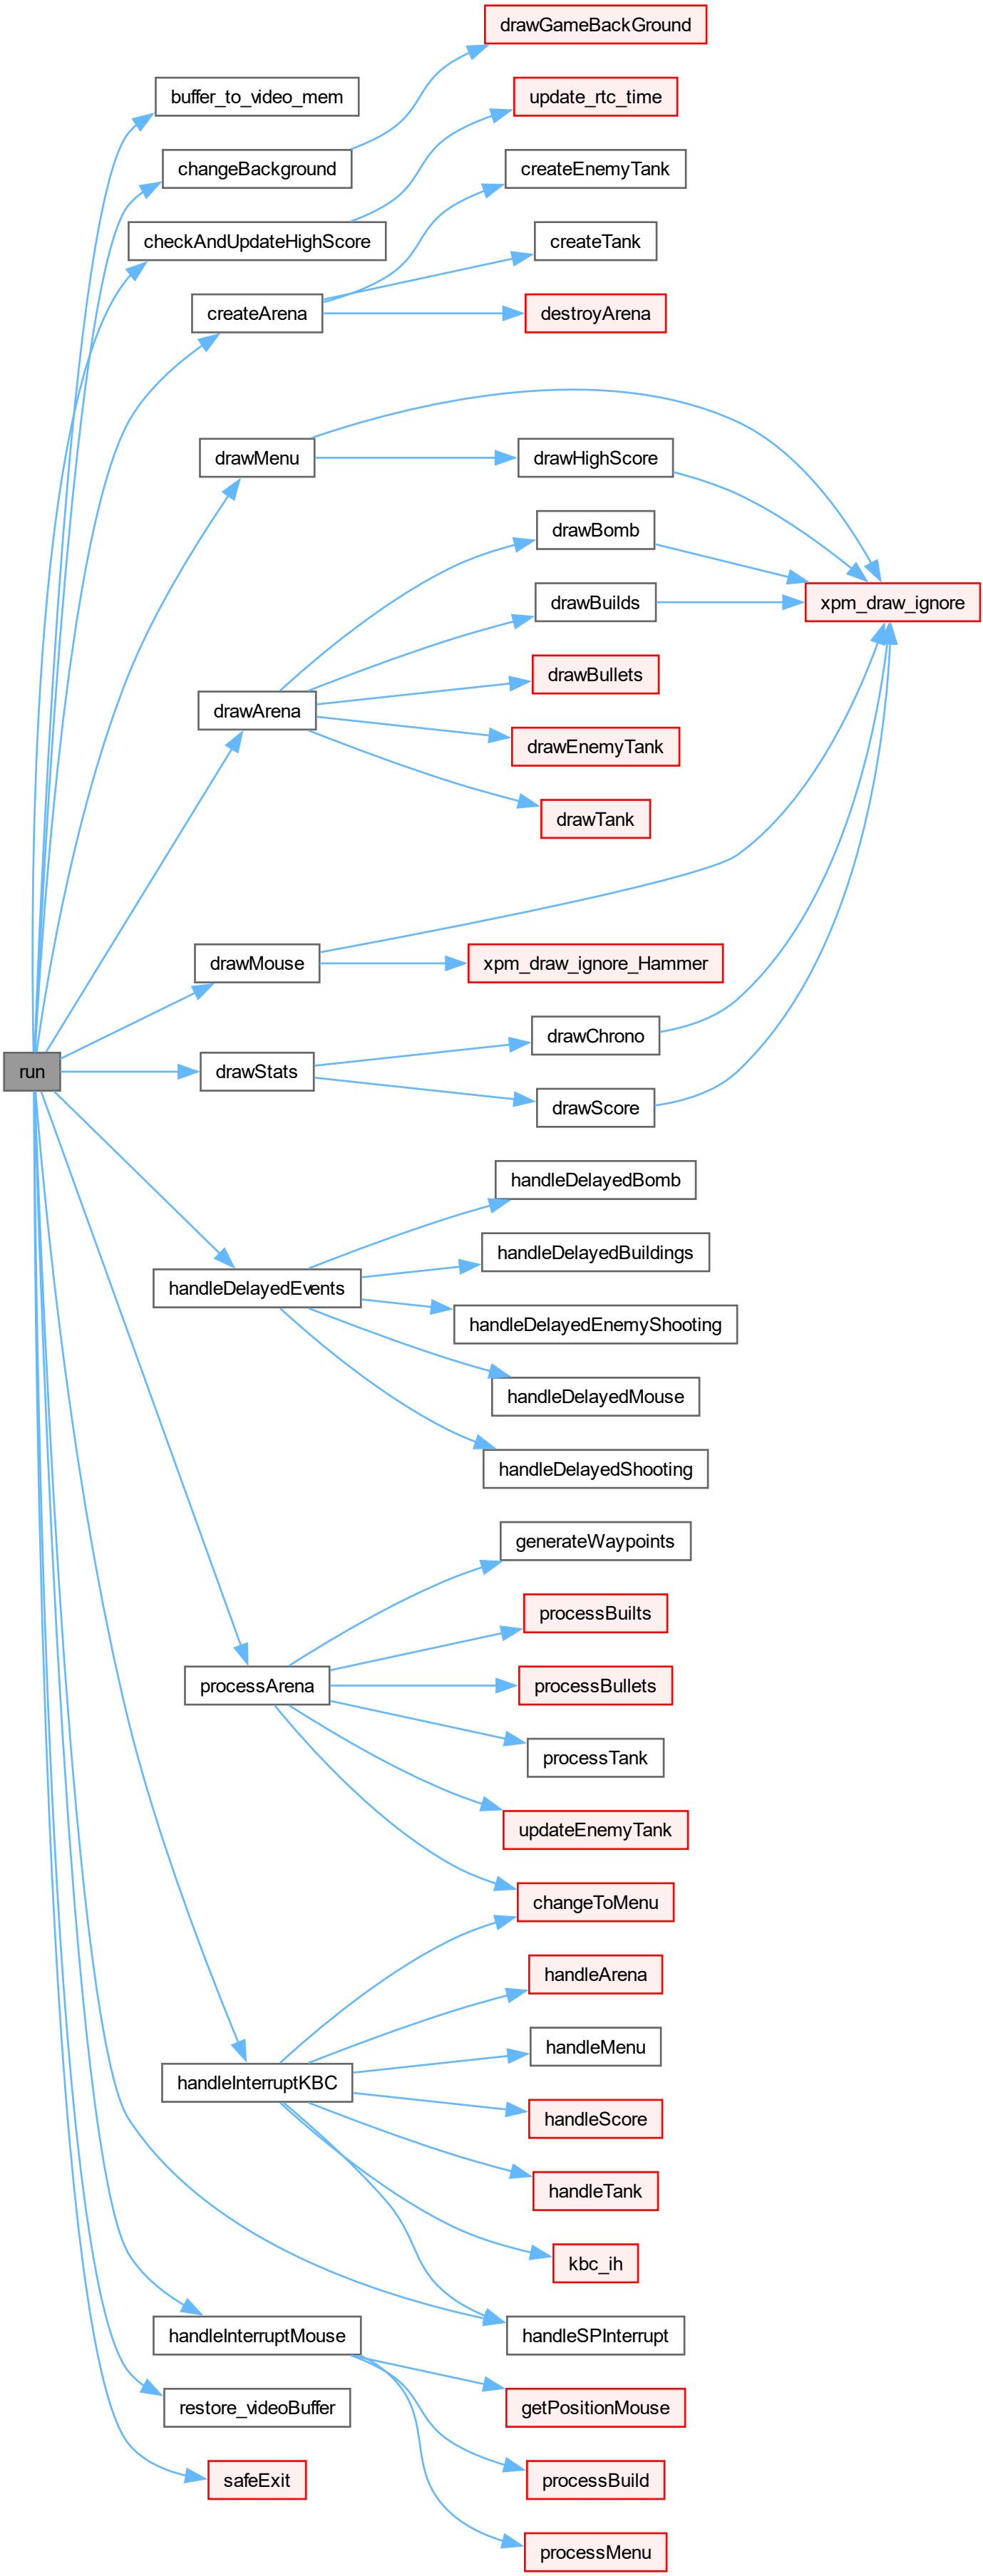 drawGameBackGround
buffer_to_video_mem
update_rtc_time
changeBackground
createEnemyTank
checkAndUpdateHighScore
createTank
createArena
destroyArena
drawMenu
drawHighScore
drawBomb
drawBuilds
xpm_draw_ignore
drawBullets
drawArena
drawEnemyTank
drawTank
drawMouse
xpm_draw_ignore_Hammer
drawChrono
run
drawStats
drawScore
handleDelayedBomb
handleDelayedBuildings
handleDelayedEvents
handleDelayedEnemyShooting
handleDelayedMouse
handleDelayedShooting
generateWaypoints
processBuilts
processArena
processBullets
processTank
updateEnemyTank
changeToMenu
handleArena
handleMenu
handleInterruptKBC
handleScore
handleTank
kbc_ih
handleInterruptMouse
handleSPInterrupt
restore_videoBuffer
getPositionMouse
safeExit
processBuild
processMenu